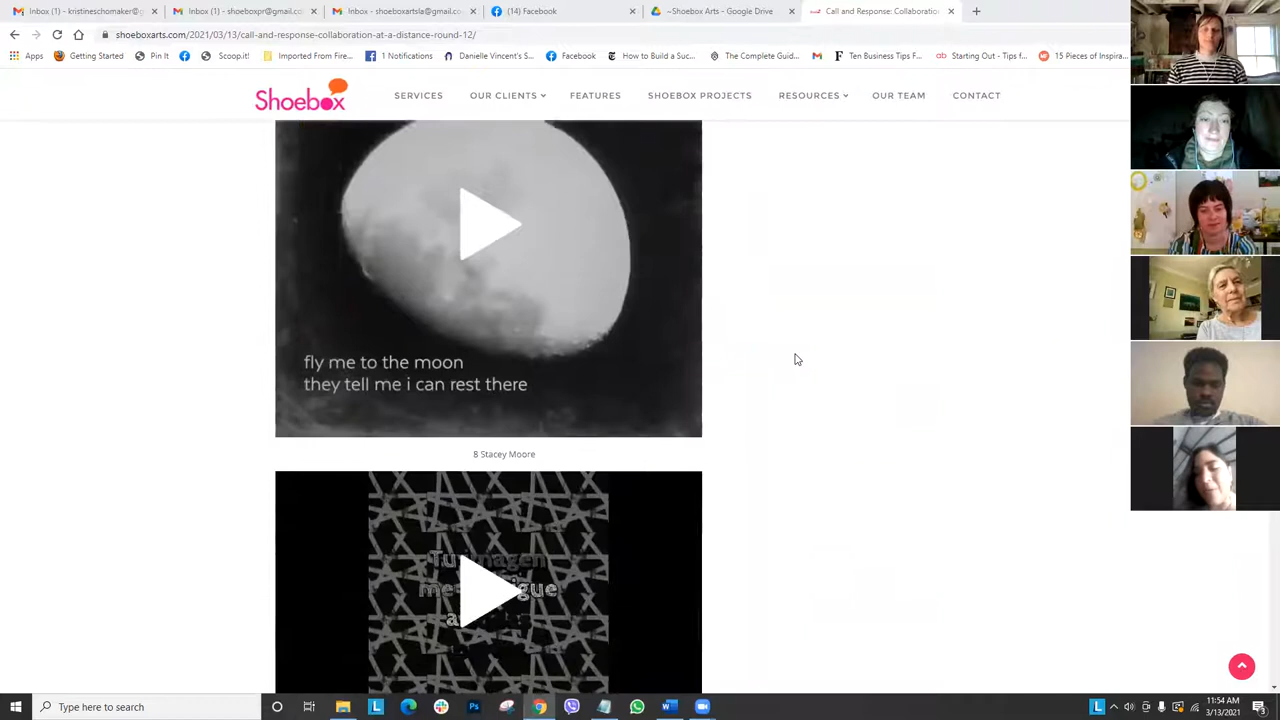 Inbox (1) - kristineschomaker@g
Inbox (1) - shoeboxpr@gmail.co
Inbox - shoeboxartsla@gmail.co
(14) Facebook
~Shoebox Arts - Google Drive
Call and Response: Collaboratio
shoeboxarts.com/2021/03/13/call-and-response-collaboration-at-a-distance-round-12/
Apps
Getting Started
Pin It
Scoop.it!
Imported From Fire...
1 Notifications
Danielle Vincent's S...
Facebook
How to Build a Suc...
The Complete Guid...
Ten Business Tips F...
Starting Out - Tips f...
15 Pieces of Inspira...
Shoebox
SERVICES
OUR CLIENTS
FEATURES
SHOEBOX PROJECTS
RESOURCES
OUR TEAM
CONTACT
fly me to the moon
they tell me i can rest there
8 Stacey Moore
Type here to search
11:54 AM
3/13/2021